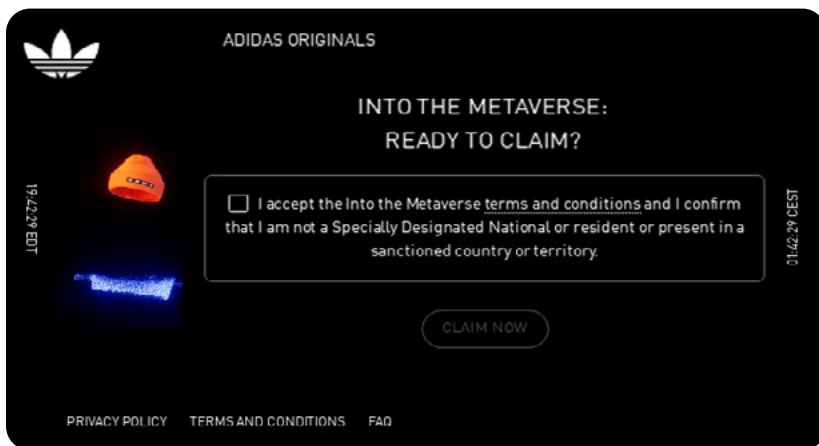 ADIDAS ORIGINALS
INTO THE METAVERSE:
READY TO CLAIM?
19:42:29 EDT
I accept the Into the Metaverse terms and conditions and I confirm
that I am not a Specially Designated National or resident or present in a
sanctioned country or territory.
01:42:29 CEST
CLAIM NOW
PRIVACY POLICY TERMS AND CONDITIONS FAQ